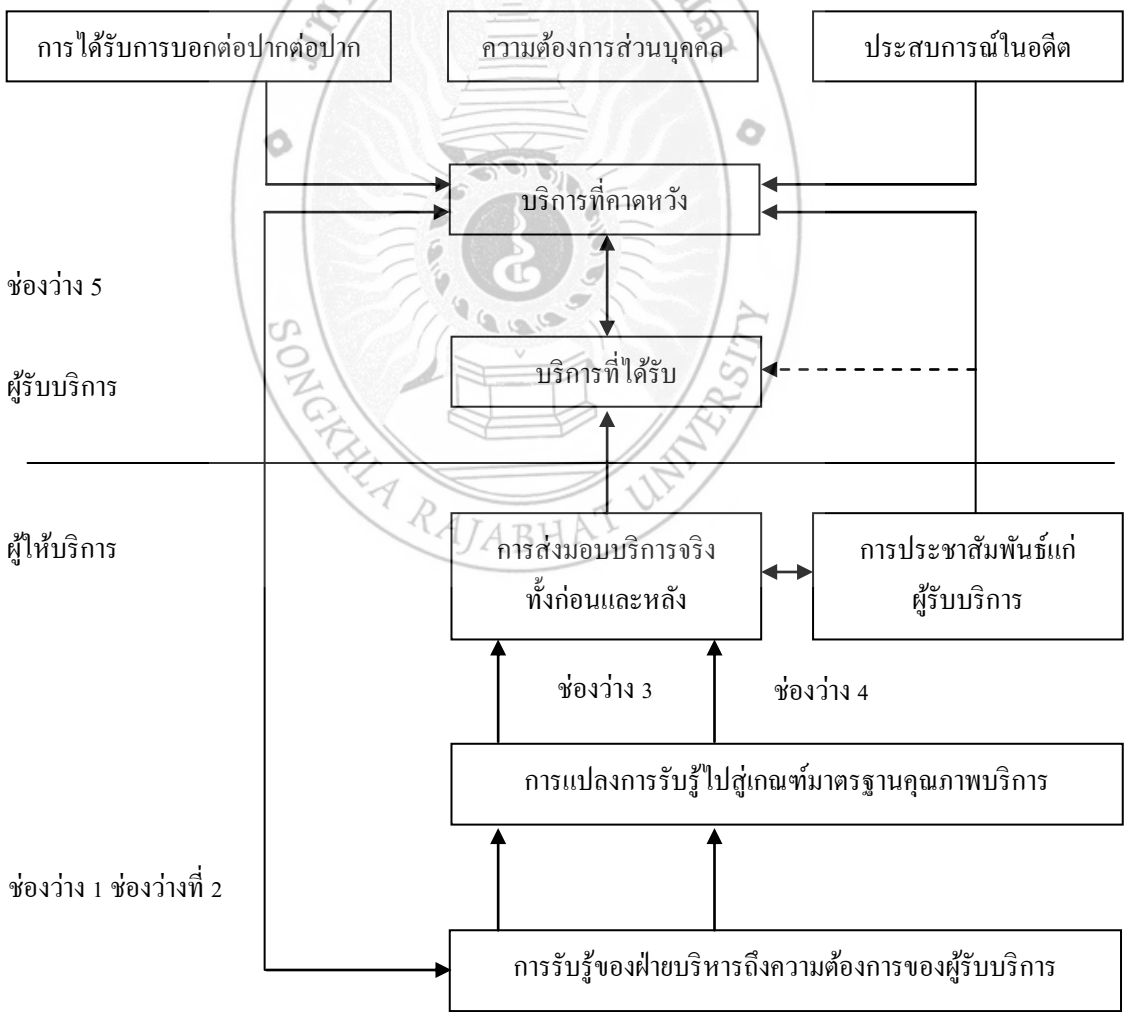 การได้รับการบอกต่อปากต่อปาก
ความต้องการส่วนบุคคล
ประสบการณ์ในอดีต
บริการที่คาดหวัง
ช่องว่าง 5
บริการที่ได้รับ
ผู้รับบริการ
ผู้ให้บริการ
การส่งมอบบริการจริง
ทั้งก่อนและหลัง
การประชาสัมพันธ์แก่
ผู้รับบริการ
ช่องว่าง 3
ช่องว่าง 4
การแปลงการรับรู้ไปสู่เกณฑ์มาตรฐานคุณภาพบริการ
ช่องว่าง 1 ช่องว่างที่ 2
การรับรู้ของฝ่ายบริหารถึงความต้องการของผู้รับบริการ
SONGKHLA RAJABHAT UNIVERSITY